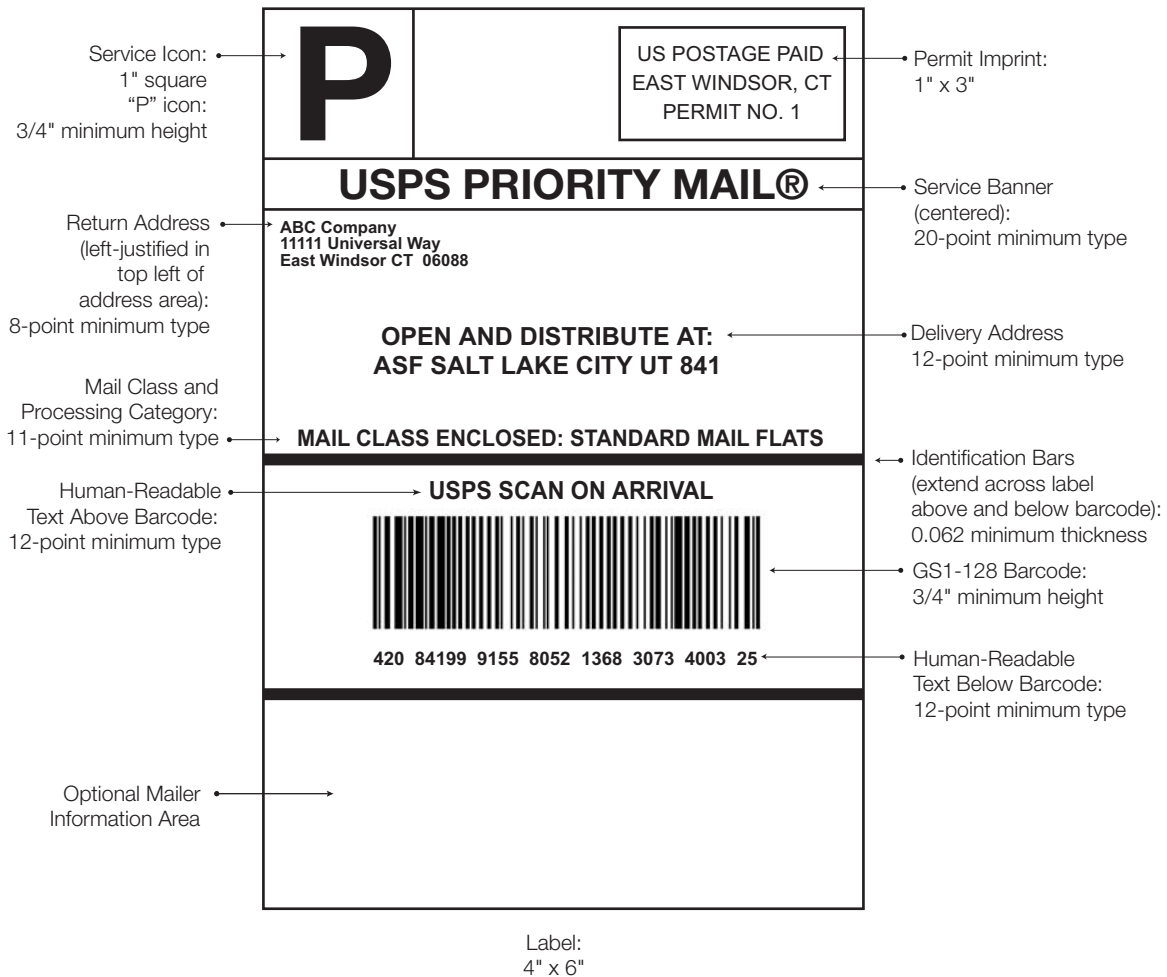 Service Icon:
1" square
“P” icon:
3/4" minimum height
P
US POSTAGE PAID
EAST WINDSOR, CT
PERMIT NO. 1
Permit Imprint:
1" x 3"
USPS PRIORITY MAIL®
Service Banner
(centered):
20-point minimum type
Return Address
(left-justified in
top left of
address area):
8-point minimum type
ABC Company
11111 Universal Way
East Windsor CT  06088
OPEN AND DISTRIBUTE AT:
ASF SALT LAKE CITY UT 841
Delivery Address
12-point minimum type
Mail Class and
Processing Category:
11-point minimum type
MAIL CLASS ENCLOSED: STANDARD MAIL FLATS
Identification Bars
(extend across label
above and below barcode):
0.062 minimum thickness
Human-Readable
Text Above Barcode:
12-point minimum type
USPS SCAN ON ARRIVAL
GS1-128 Barcode:
3/4" minimum height
420  84199  9155  8052  1368  3073  4003  25
Human-Readable
Text Below Barcode:
12-point minimum type
Optional Mailer
Information Area
Label:
4" x 6"